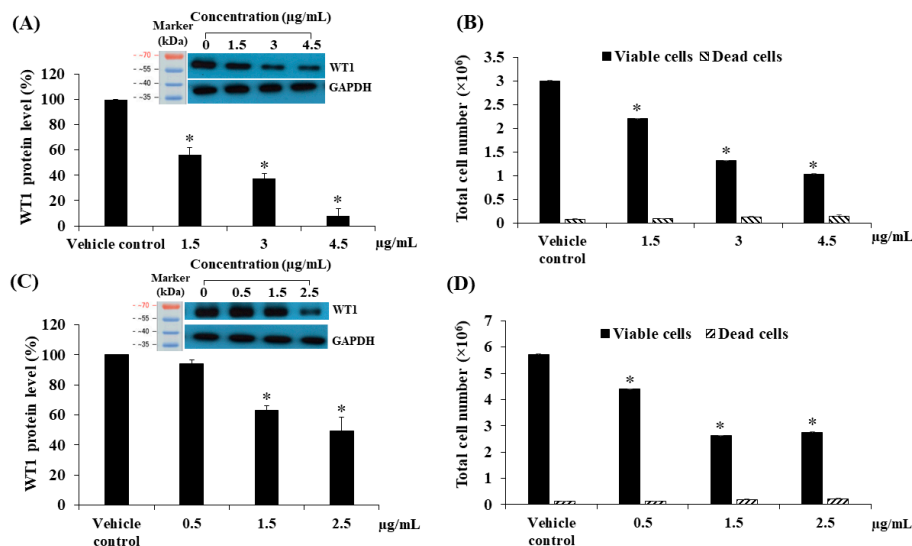 (A)
Concentration (µg/mL)
Marker
(kDa)
0 1.5 3 4.5
-70
-55
-40
-35
WT1
GAPDH
WT1 protein level (%)
120
100
80
60
40
20
0
* * *
Vehicle control 1.5 3 4.5 µg/mL
(B)
Viable cells Dead cells
Total cell number (×10⁶)
3.5
3
2.5
2
1.5
1
0.5
0
* * *
Vehicle
control
1.5 3 4.5 µg/mL
(C)
Concentration (µg/mL)
Marker
(kDa)
0 0.5 1.5 2.5
-70
-55
-40
-35
WT1
GAPDH
WT1 protein level (%)
120
100
80
60
40
20
0
* *
Vehicle
control
0.5 1.5 2.5 µg/mL
(D)
Viable cells Dead cells
Total cell number (×10⁶)
7
6
5
4
3
2
1
0
* * *
Vehicle
control
0.5 1.5 2.5 µg/mL